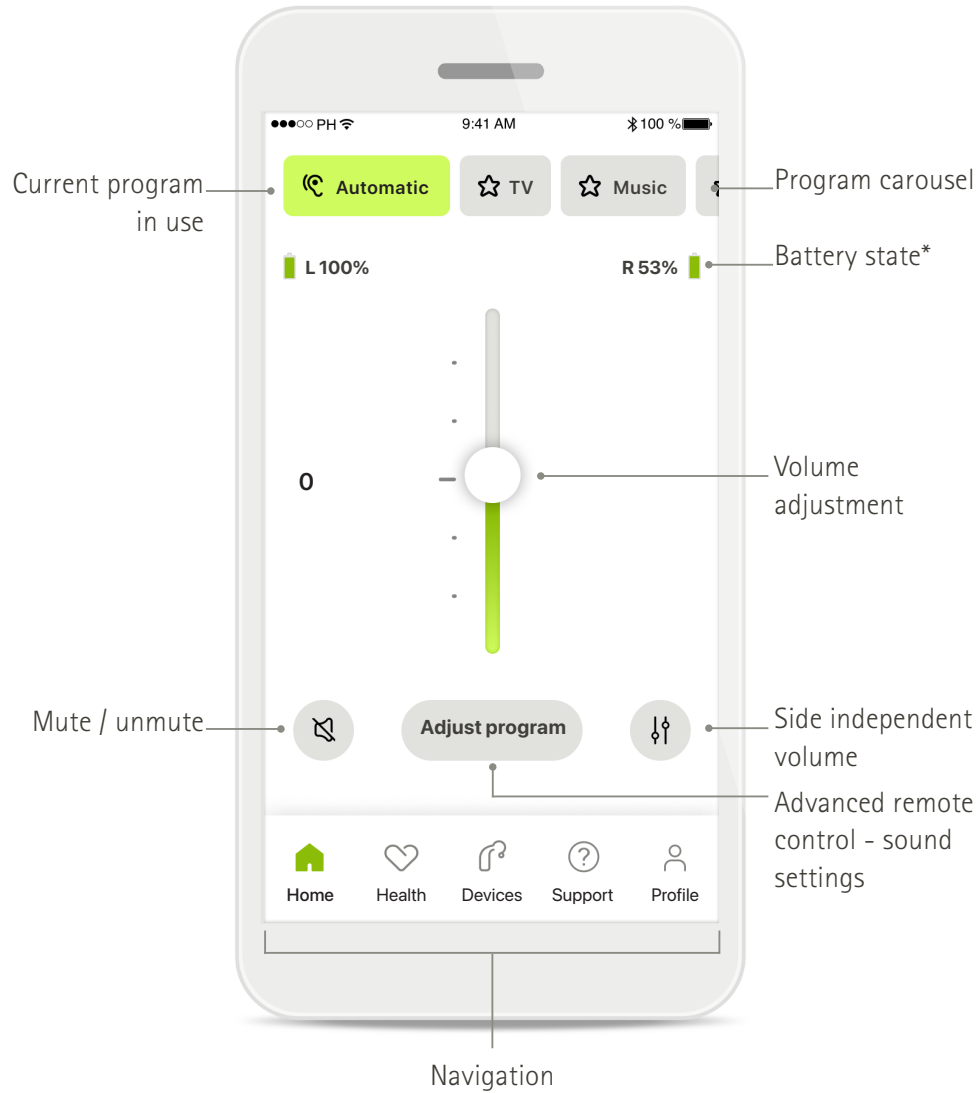 PH
9:41 AM
100 %
Current program
in use
Automatic
TV
Music
Program carousel
L 100%
R 53%
Battery state*
0
Volume
adjustment
Mute / unmute
Adjust program
Side independent
volume
Advanced remote
control - sound
settings
Home
Health
Devices
Support
Profile
Navigation